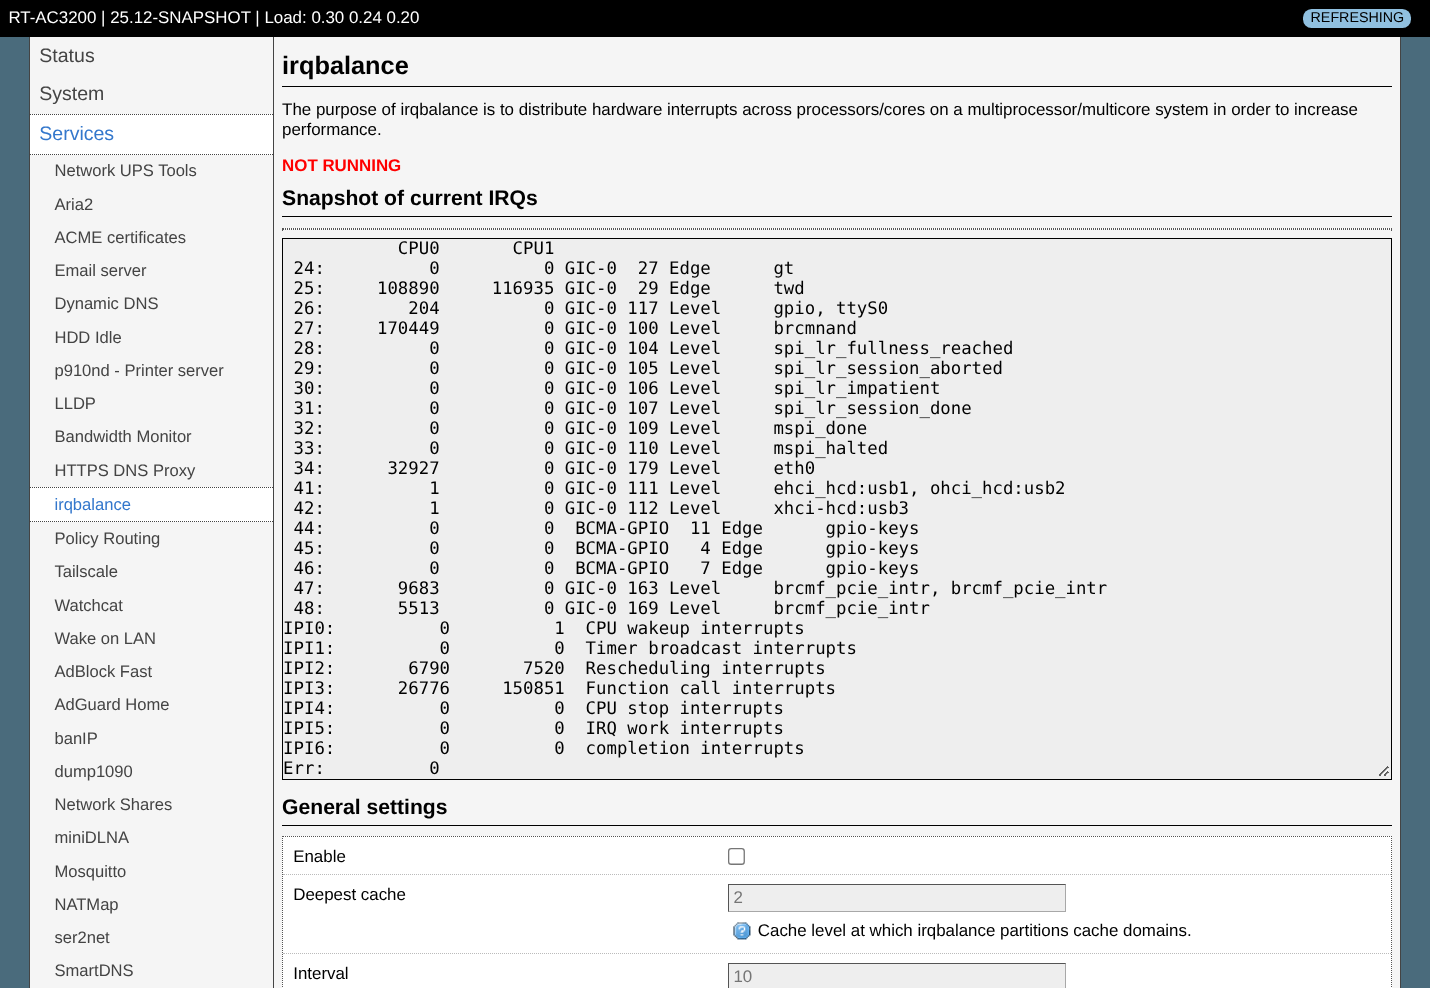 RT-AC3200 | 25.12-SNAPSHOT | Load: 0.30 0.24 0.20
REFRESHING
Status
System
Services
Network UPS Tools
Aria2
ACME certificates
Email server
Dynamic DNS
HDD Idle
p910nd - Printer server
LLDP
Bandwidth Monitor
HTTPS DNS Proxy
irqbalance
Policy Routing
Tailscale
Watchcat
Wake on LAN
AdBlock Fast
AdGuard Home
banIP
dump1090
Network Shares
miniDLNA
Mosquitto
NATMap
ser2net
SmartDNS
irqbalance
The purpose of irqbalance is to distribute hardware interrupts across processors/cores on a multiprocessor/multicore system in order to increase
performance.
NOT RUNNING
Snapshot of current IRQs
           CPU0       CPU1
 24:          0          0 GIC-0  27 Edge      gt
 25:     108890     116935 GIC-0  29 Edge      twd
 26:        204          0 GIC-0 117 Level     gpio, ttyS0
 27:     170449          0 GIC-0 100 Level     brcmnand
 28:          0          0 GIC-0 104 Level     spi_lr_fullness_reached
 29:          0          0 GIC-0 105 Level     spi_lr_session_aborted
 30:          0          0 GIC-0 106 Level     spi_lr_impatient
 31:          0          0 GIC-0 107 Level     spi_lr_session_done
 32:          0          0 GIC-0 109 Level     mspi_done
 33:          0          0 GIC-0 110 Level     mspi_halted
 34:      32927          0 GIC-0 179 Level     eth0
 41:          1          0 GIC-0 111 Level     ehci_hcd:usb1, ohci_hcd:usb2
 42:          1          0 GIC-0 112 Level     xhci-hcd:usb3
 44:          0          0  BCMA-GPIO  11 Edge      gpio-keys
 45:          0          0  BCMA-GPIO   4 Edge      gpio-keys
 46:          0          0  BCMA-GPIO   7 Edge      gpio-keys
 47:       9683          0 GIC-0 163 Level     brcmf_pcie_intr, brcmf_pcie_intr
 48:       5513          0 GIC-0 169 Level     brcmf_pcie_intr
IPI0:          0          1  CPU wakeup interrupts
IPI1:          0          0  Timer broadcast interrupts
IPI2:       6790       7520  Rescheduling interrupts
IPI3:      26776     150851  Function call interrupts
IPI4:          0          0  CPU stop interrupts
IPI5:          0          0  IRQ work interrupts
IPI6:          0          0  completion interrupts
Err:          0
General settings
Enable
Deepest cache
2
Cache level at which irqbalance partitions cache domains.
Interval
10